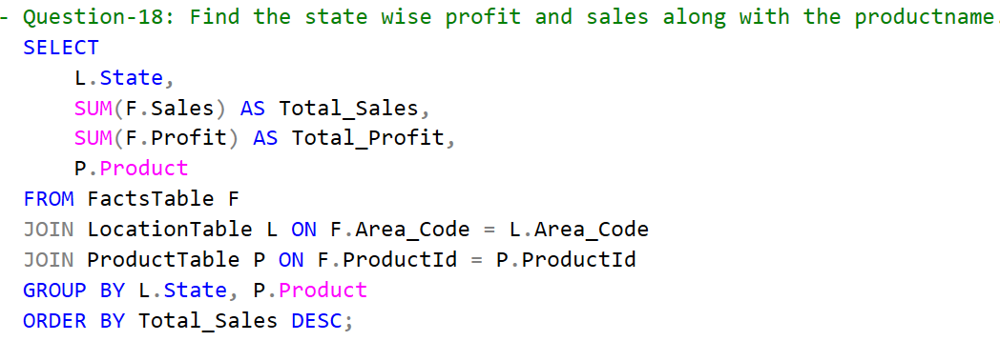 - Question-18: Find the state wise profit and sales along with the productname.
SELECT
L.State,
SUM(F.Sales) AS Total_Sales,
SUM(F.Profit) AS Total_Profit,
P.Product
FROM FactsTable F
JOIN LocationTable L ON F.Area_Code = L.Area_Code
JOIN ProductTable P ON F.ProductId = P.ProductId
GROUP BY L.State, P.Product
ORDER BY Total_Sales DESC;